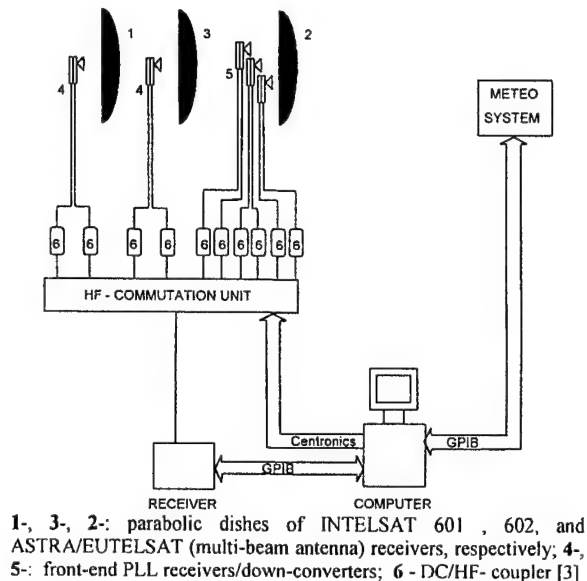 1
3
2
4
4
5
METEO
SYSTEM
6 6 6 6 6 6 6 6 6 6
HF - COMMUTATION UNIT
Centronics
GPIB
GPIB
RECEIVER
COMPUTER
1-, 3-, 2-: parabolic dishes of INTELSAT 601 , 602, and
ASTRA/EUTELSAT (multi-beam antenna) receivers, respectively; 4-,
5-: front-end PLL receivers/down-converters; 6 - DC/HF- coupler [3]